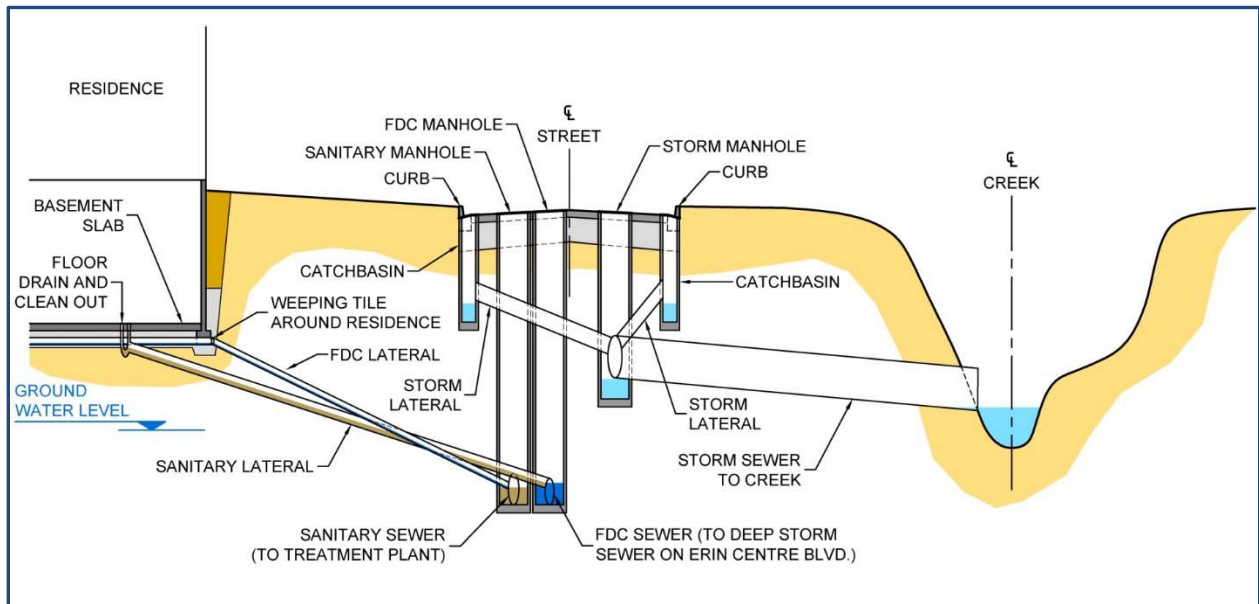 RESIDENCE
BASEMENT
SLAB
FLOOR
DRAIN AND
CLEAN OUT
GROUND
WATER LEVEL
SANITARY LATERAL
WEEPING TILE
AROUND RESIDENCE
FDC LATERAL
STORM
LATERAL
CATCHBASIN
CURB
SANITARY MANHOLE
FDC MANHOLE
℄
STREET
STORM MANHOLE
CURB
CATCHBASIN
STORM
LATERAL
STORM SEWER
TO CREEK
SANITARY SEWER
(TO TREATMENT PLANT)
FDC SEWER (TO DEEP STORM
SEWER ON ERIN CENTRE BLVD.)
℄
CREEK